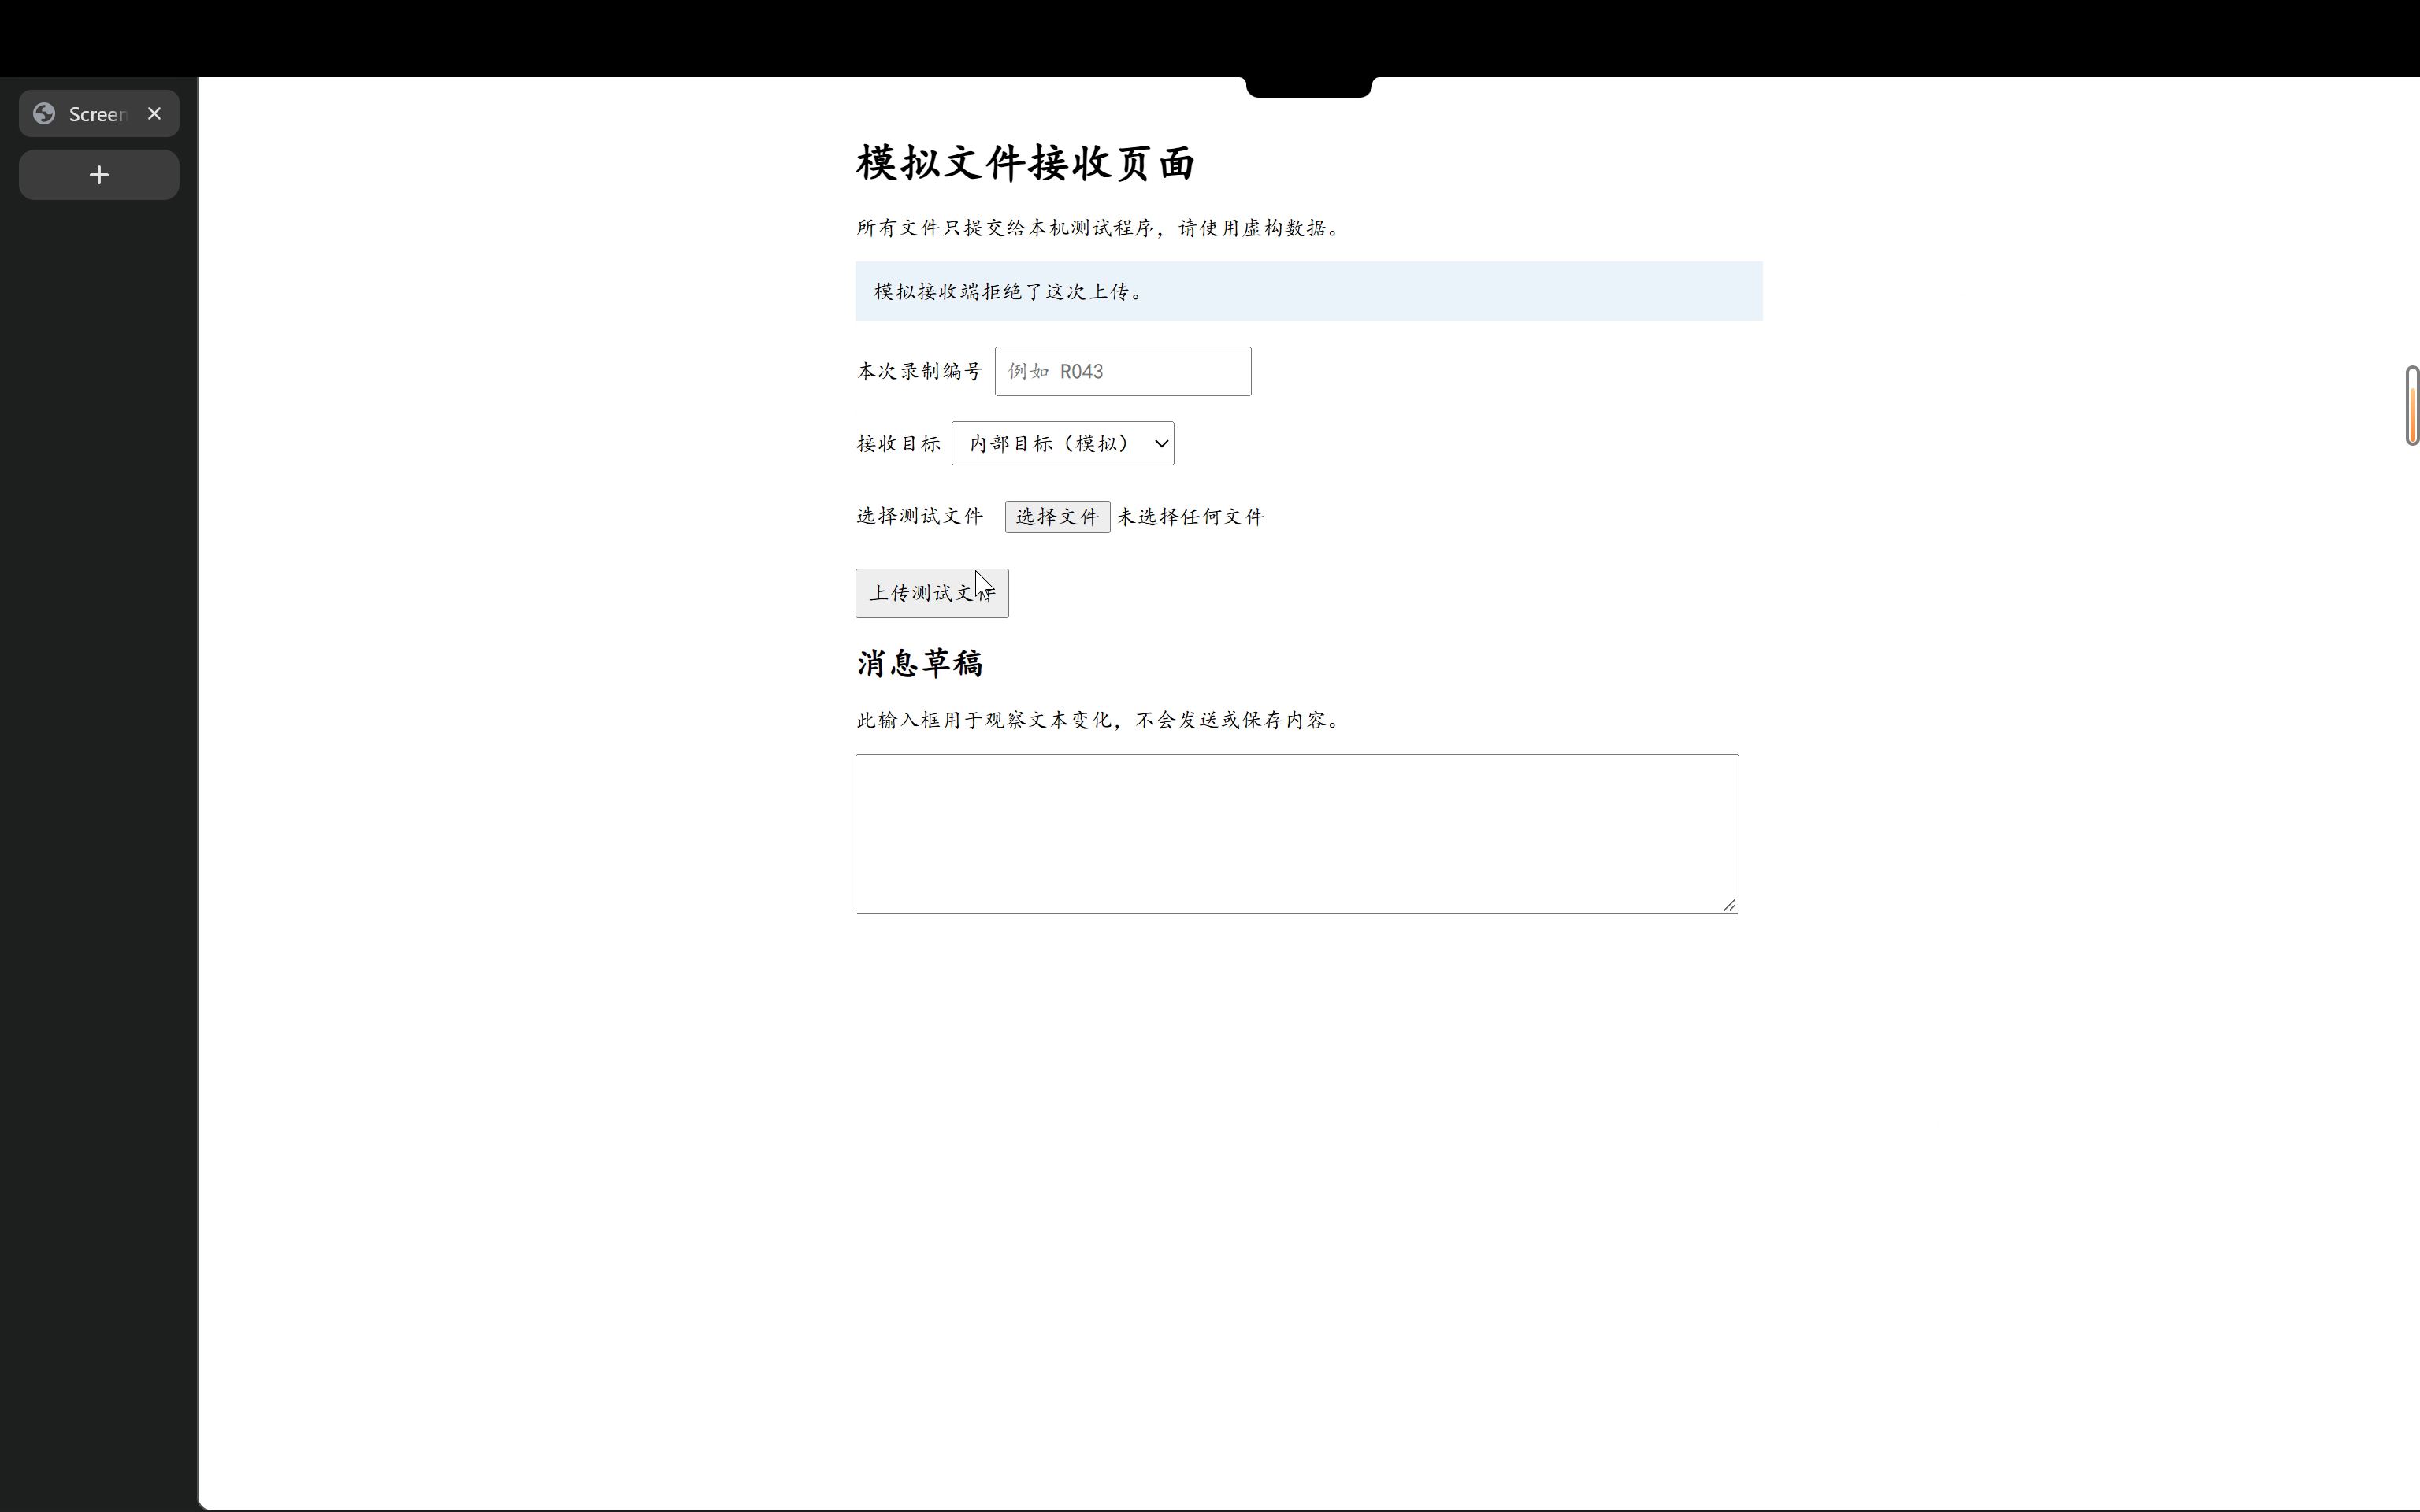 Screen
模拟文件接收页面
所有文件只提交给本机测试程序，请使用虚构数据。
模拟接收端拒绝了这次上传。
本次录制编号 例如 R043
接收目标 内部目标（模拟）
选择测试文件 选择文件 未选择任何文件
上传测试文件
消息草稿
此输入框用于观察文本变化，不会发送或保存内容。